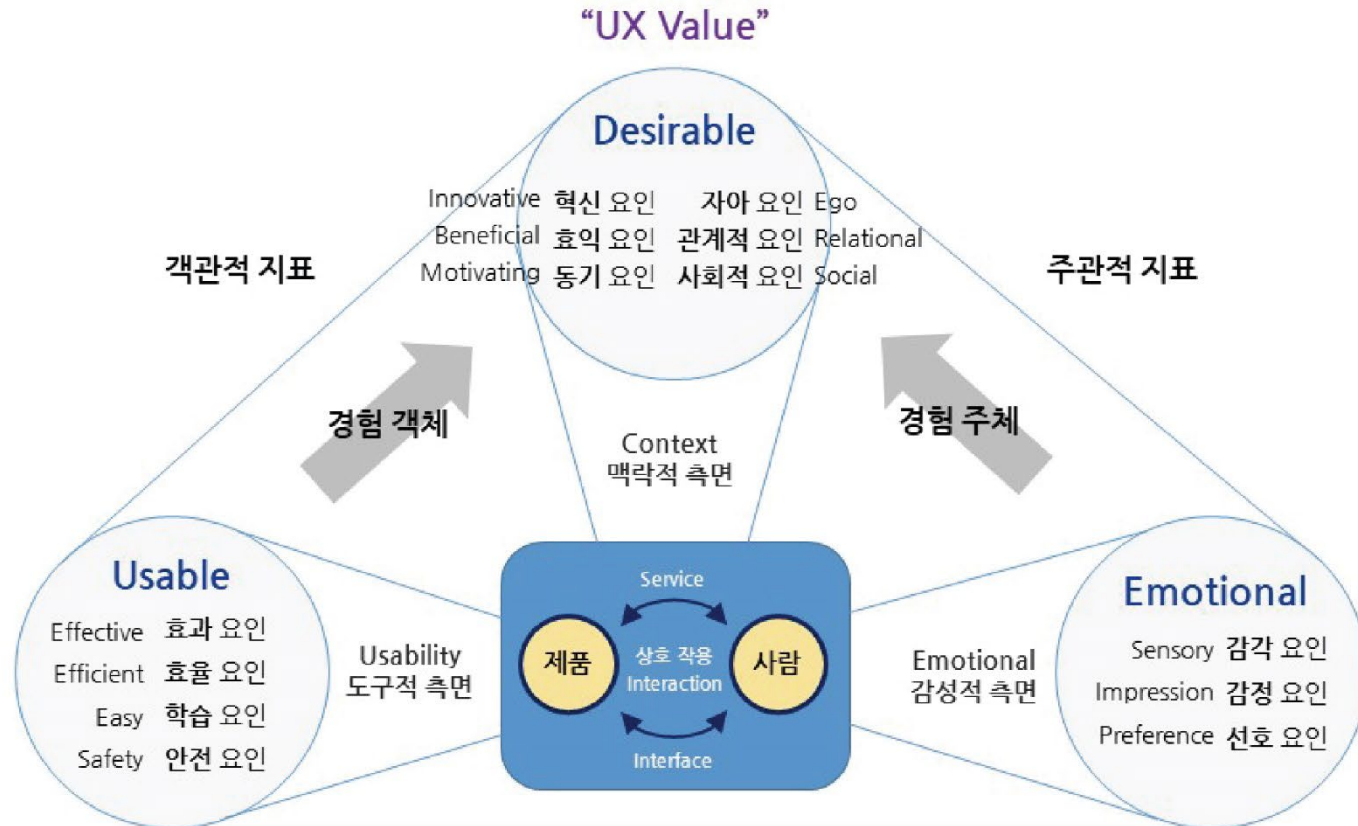 “UX Value”
Desirable
Innovative 혁신 요인 자아 요인 Ego
Beneficial 효익 요인 관계적 요인 Relational
Motivating 동기 요인 사회적 요인 Social
객관적 지표
주관적 지표
경험 객체
경험 주체
Context
맥락적 측면
Usable
Effective 효과 요인
Efficient 효율 요인
Easy 학습 요인
Safety 안전 요인
Usability
도구적 측면
Service
제품
상호 작용
Interaction
사람
Interface
Emotional
감성적 측면
Emotional
Sensory 감각 요인
Impression 감정 요인
Preference 선호 요인